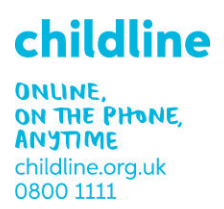 childline
ONLINE,
ON THE PHONE,
ANYTIME
childline.org.uk
0800 1111